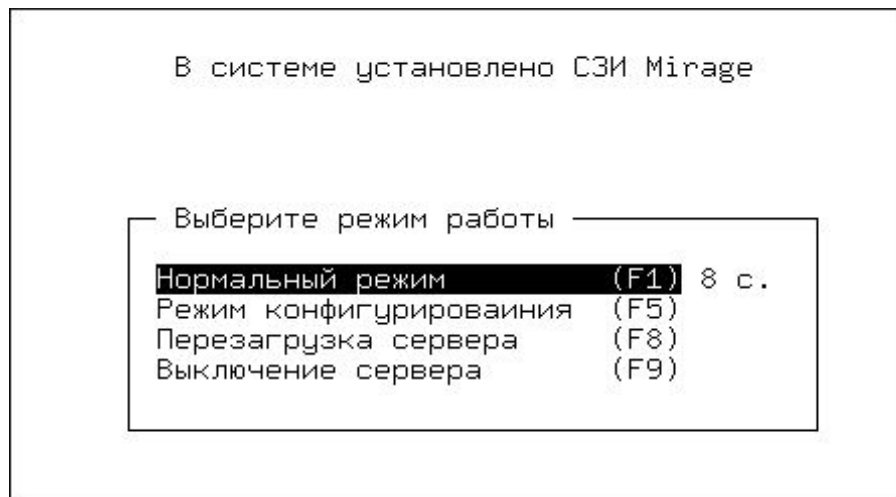 В системе установлено СЗИ Mirage
Выберите режим работы
Нормальный режим (F1) 8 с.
Режим конфигурироваиния (F5)
Перезагрузка сервера (F8)
Выключение сервера (F9)